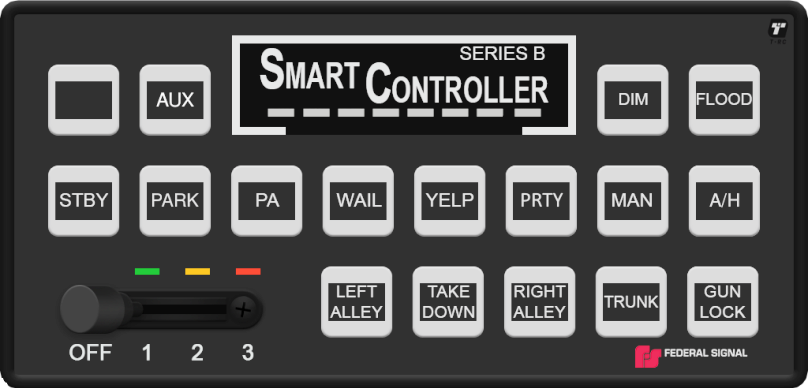 T-RC
SERIES B
SMART CONTROLLER
AUX
DIM
FLOOD
STBY
PARK
PA
WAIL
YELP
PRTY
MAN
A/H
LEFT
ALLEY
TAKE
DOWN
RIGHT
ALLEY
TRUNK
GUN
LOCK
OFF
1
2
3
FEDERAL SIGNAL